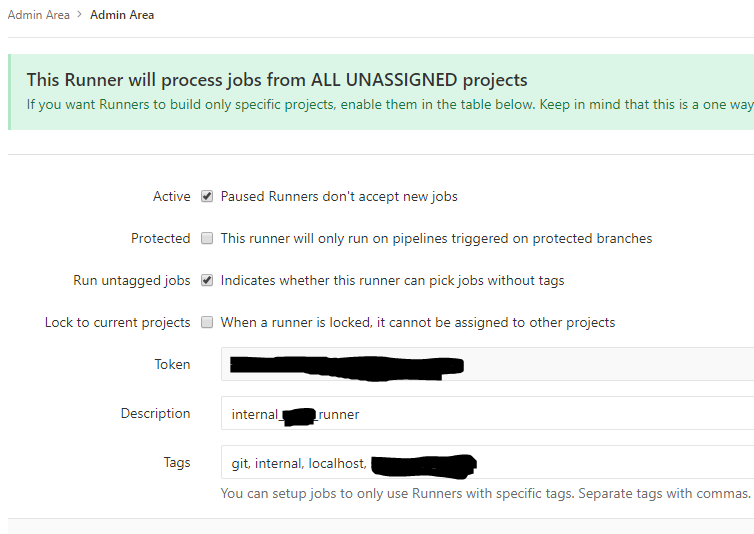 Admin Area > Admin Area
This Runner will process jobs from ALL UNASSIGNED projects
If you want Runners to build only specific projects, enable them in the table below. Keep in mind that this is a one way
Active Paused Runners don't accept new jobs
Protected This runner will only run on pipelines triggered on protected branches
Run untagged jobs Indicates whether this runner can pick jobs without tags
Lock to current projects When a runner is locked, it cannot be assigned to other projects
Token
Description internal_ _runner
Tags git, internal, localhost,
You can setup jobs to only use Runners with specific tags. Separate tags with commas.